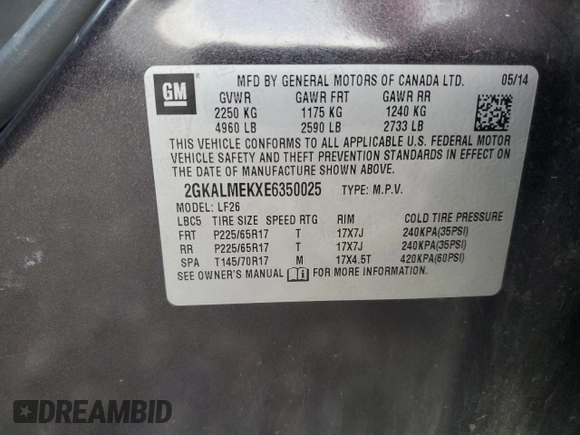 GM
MFD BY GENERAL MOTORS OF CANADA LTD. 05/14
GVWR GAWR FRT GAWR RR
2250 KG 1175 KG 1240 KG
4960 LB 2590 LB 2733 LB
THIS VEHICLE CONFORMS TO ALL APPLICABLE U.S. FEDERAL MOTOR
VEHICLE SAFETY AND THEFT PREVENTION STANDARDS IN EFFECT ON
THE DATE OF MANUFACTURE SHOWN ABOVE.
2GKALMEKXE6350025 TYPE: M.P.V.
MODEL: LF26
LBC5 TIRE SIZE SPEED RTG RIM COLD TIRE PRESSURE
FRT P225/65R17 T 17X7J 240KPA(35PSI)
RR P225/65R17 T 17X7J 240KPA(35PSI)
SPA T145/70R17 M 17X4.5T 420KPA(60PSI)
SEE OWNER'S MANUAL FOR MORE INFORMATION.
DREAMBID